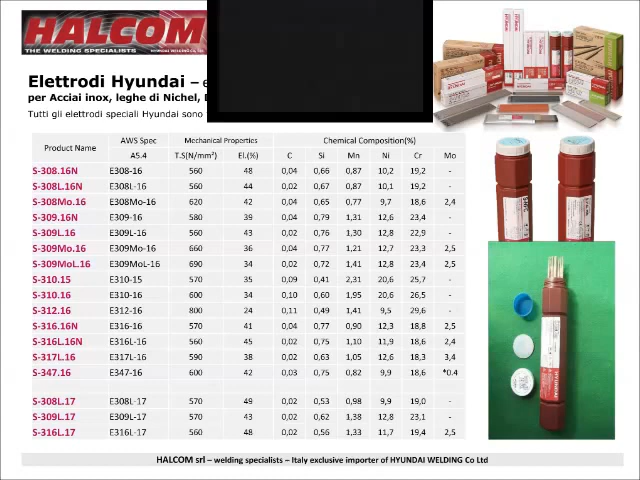 HALCOM
THE WELDING SPECIALISTS
Elettrodi Hyundai –
per Acciai inox, leghe di Nichel,
Tutti gli elettrodi speciali Hyundai sono
Product Name AWS Spec Mechanical Properties Chemical Composition(%)
A5.4 T.S(N/mm²) El.(%) C Si Mn Ni Cr Mo
S-308.16N E308-16 560 48 0,04 0,66 0,87 10,2 19,2 -
S-308L.16N E308L-16 560 44 0,02 0,67 0,87 10,1 19,2 -
S-308Mo.16 E308Mo-16 620 42 0,04 0,65 0,77 9,7 18,6 2,4
S-309.16N E309-16 580 39 0,04 0,79 1,31 12,6 23,4 -
S-309L.16 E309L-16 560 43 0,02 0,76 1,30 12,8 22,9 -
S-309Mo.16 E309Mo-16 660 36 0,04 0,77 1,21 12,7 23,3 2,5
S-309MoL.16 E309MoL-16 690 34 0,02 0,72 1,41 12,8 23,4 2,5
S-310.15 E310-15 570 35 0,09 0,41 2,31 20,6 25,7 -
S-310.16 E310-16 600 34 0,10 0,60 1,95 20,6 26,5 -
S-312.16 E312-16 800 24 0,11 0,49 1,41 9,5 29,6 -
S-316.16N E316-16 570 41 0,04 0,77 0,90 12,3 18,8 2,5
S-316L.16N E316L-16 560 45 0,02 0,75 1,10 11,9 18,6 2,4
S-317L.16 E317L-16 590 38 0,02 0,63 1,05 12,6 18,3 3,4
S-347.16 E347-16 600 42 0,03 0,75 0,82 9,9 18,6 *0.4
S-308L.17 E308L-17 570 49 0,02 0,53 0,98 9,9 19,0 -
S-309L.17 E309L-17 570 43 0,02 0,62 1,38 12,8 23,1 -
S-316L.17 E316L-17 560 48 0,02 0,56 1,33 11,7 19,4 2,5
HYUNDAI
HALCOM srl – welding specialists – Italy exclusive importer of HYUNDAI WELDING Co Ltd